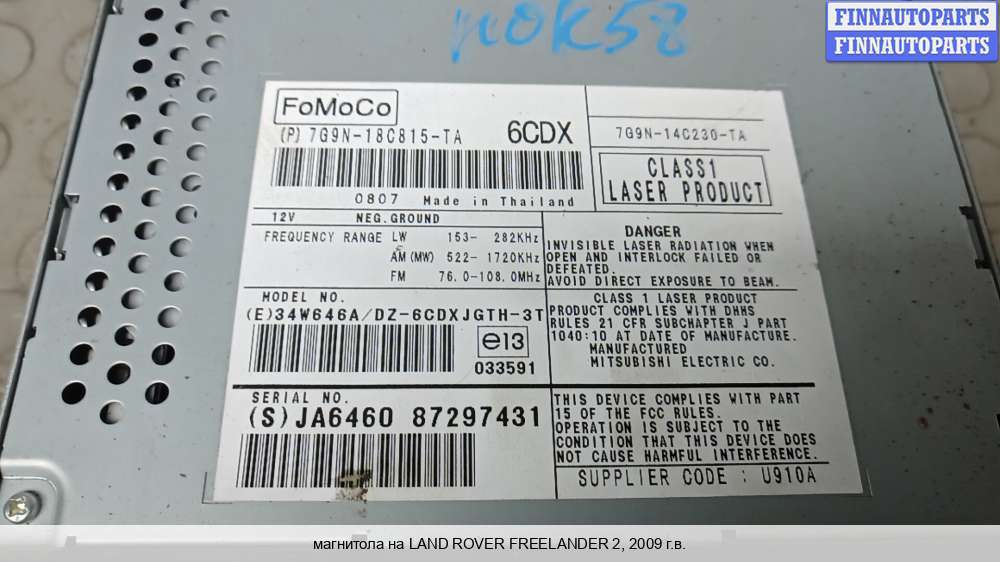 FINNAUTOPARTS
FINNAUTOPARTS
FoMoCo
(P) 7G9N-18C815-TA 6CDX
0807 Made in Thailand
7G9N-14C230-TA
CLASS1
LASER PRODUCT
12V NEG. GROUND
FREQUENCY RANGE LW 153- 282KHz
AM (MW) 522- 1720KHz
FM 76.0-108.0MHz
DANGER
INVISIBLE LASER RADIATION WHEN
OPEN AND INTERLOCK FAILED OR
DEFEATED.
AVOID DIRECT EXPOSURE TO BEAM.
MODEL NO.
(E)34W646A/DZ-6CDXJGTH-3T
e13
033591
CLASS 1 LASER PRODUCT
PRODUCT COMPLIES WITH DHHS
RULES 21 CFR SUBCHAPTER J PART
1040:10 AT DATE OF MANUFACTURE.
MANUFACTURED
MITSUBISHI ELECTRIC CO.
SERIAL NO.
(S)JA6460 87297431
THIS DEVICE COMPLIES WITH PART
15 OF THE FCC RULES.
OPERATION IS SUBJECT TO THE
CONDITION THAT THIS DEVICE DOES
NOT CAUSE HARMFUL INTERFERENCE.
SUPPLIER CODE : U910A
магнитола на LAND ROVER FREELANDER 2, 2009 г.в.